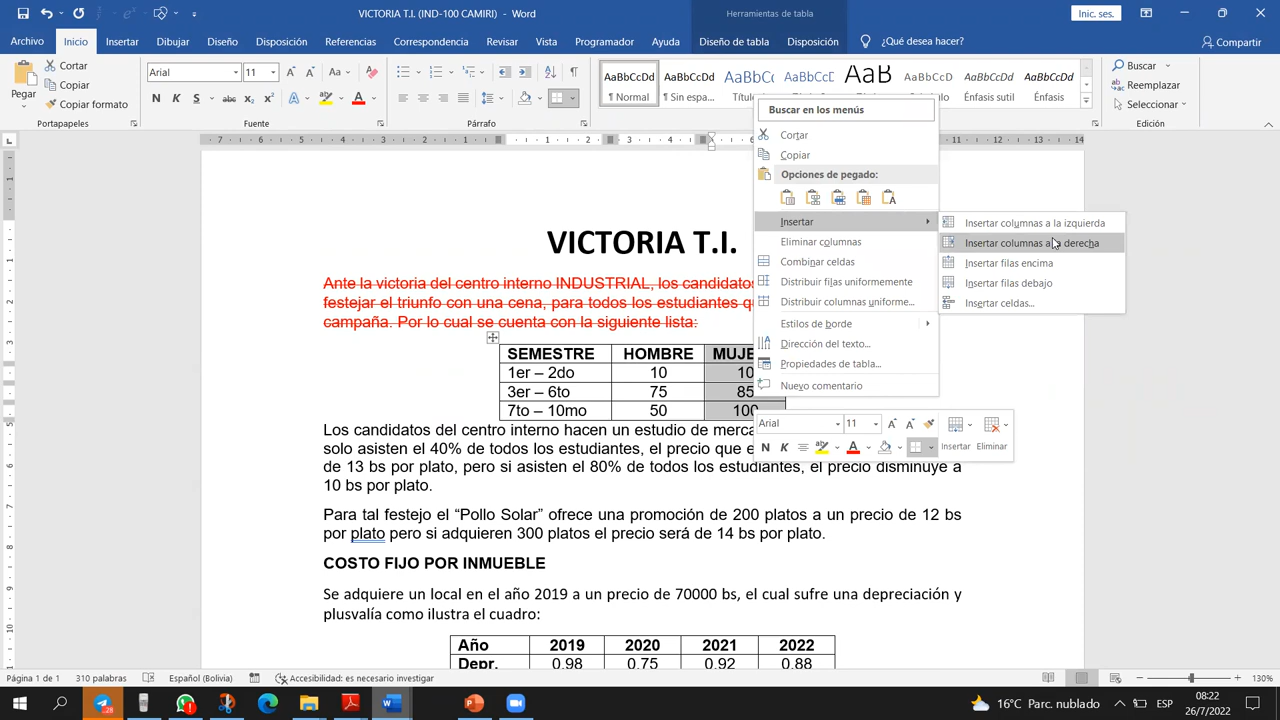 VICTORIA T.I. (IND-100 CAMIRI) - Word
Herramientas de tabla
Inic. ses.
Archivo Inicio Insertar Dibujar Diseño Disposición Referencias Correspondencia Revisar Vista Programador Ayuda Diseño de tabla Disposición ¿Qué desea hacer? Compartir
Pegar
Cortar
Copiar
Copiar formato
Portapapeles
Arial 11
N K S abc x₂ x²
Fuente
Párrafo
AaBbCcDd AaBbCcDd AaBbCc AaBbCcD AaB AaBbCcD AaBbCcDd AaBbCcDd
¶ Normal ¶ Sin espa... Énfasis sutil Énfasis
Buscar
Reemplazar
Seleccionar
Edición
Buscar en los menús
Cortar
Copiar
Opciones de pegado:
Insertar
Eliminar columnas
Combinar celdas
Distribuir filas uniformemente
Distribuir columnas uniforme...
Estilos de borde
Dirección del texto...
Propiedades de tabla...
Nuevo comentario
Insertar columnas a la izquierda
Insertar columnas a la derecha
Insertar filas encima
Insertar filas debajo
Insertar celdas...
Arial 11
N K
Insertar Eliminar
VICTORIA T.I.
Ante la victoria del centro interno INDUSTRIAL, los candidatos
festejar el triunfo con una cena, para todos los estudiantes
campaña. Por lo cual se cuenta con la siguiente lista:
SEMESTRE HOMBRE MUJE
1er – 2do 10 10
3er – 6to 75 85
7to – 10mo 50 100
Los candidatos del centro interno hacen un estudio de
solo asisten el 40% de todos los estudiantes, el precio que
de 13 bs por plato, pero si asisten el 80% de todos los estudiantes, el precio disminuye a
10 bs por plato.
Para tal festejo el “Pollo Solar” ofrece una promoción de 200 platos a un precio de 12 bs
por plato pero si adquieren 300 platos el precio será de 14 bs por plato.
COSTO FIJO POR INMUEBLE
Se adquiere un local en el año 2019 a un precio de 70000 bs, el cual sufre una depreciación y
plusvalía como ilustra el cuadro:
Año 2019 2020 2021 2022
Depr. 0.98 0.75 0.92 0.88
Página 1 de 1 310 palabras Español (Bolivia) Accesibilidad: es necesario investigar 130%
16°C Parc. nublado ESP 08:22
26/7/2022